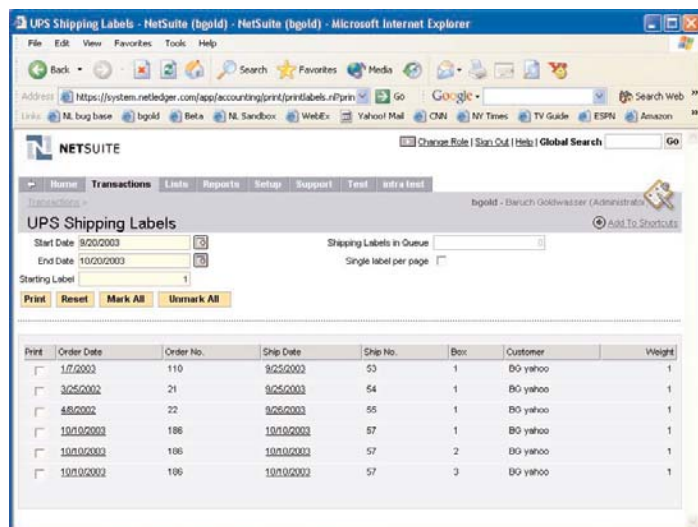 UPS Shipping Labels - NetSuite (bgold) - NetSuite (bgold) - Microsoft Internet Explorer
File Edit View Favorites Tools Help
Back Search Favorites Media
Address https://system.netledger.com/app/accounting/print/printlabels.nl?prin Go Google Search Web »
Links NL bug base bgold Beta NL Sandbox WebEx Yahoo! Mail CNN NY Times TV Guide ESPN Amazon »
N NETSUITE Change Role | Sign Out | Help | Global Search Go
Home Transactions Lists Reports Setup Support Test intra test
Transactions » bgold - Baruch Goldwasser (Administrator)
UPS Shipping Labels Add To Shortcuts
Start Date 9/20/2003 Shipping Labels in Queue 0
End Date 10/20/2003 Single label per page
Starting Label 1
Print Reset Mark All Unmark All
Print Order Date Order No. Ship Date Ship No. Box Customer Weight
1/7/2003 110 9/25/2003 53 1 BG yahoo 1
3/25/2002 21 9/25/2003 54 1 BG yahoo 1
4/8/2002 22 9/26/2003 55 1 BG yahoo 1
10/10/2003 186 10/10/2003 57 1 BG yahoo 1
10/10/2003 186 10/10/2003 57 2 BG yahoo 1
10/10/2003 186 10/10/2003 57 3 BG yahoo 1